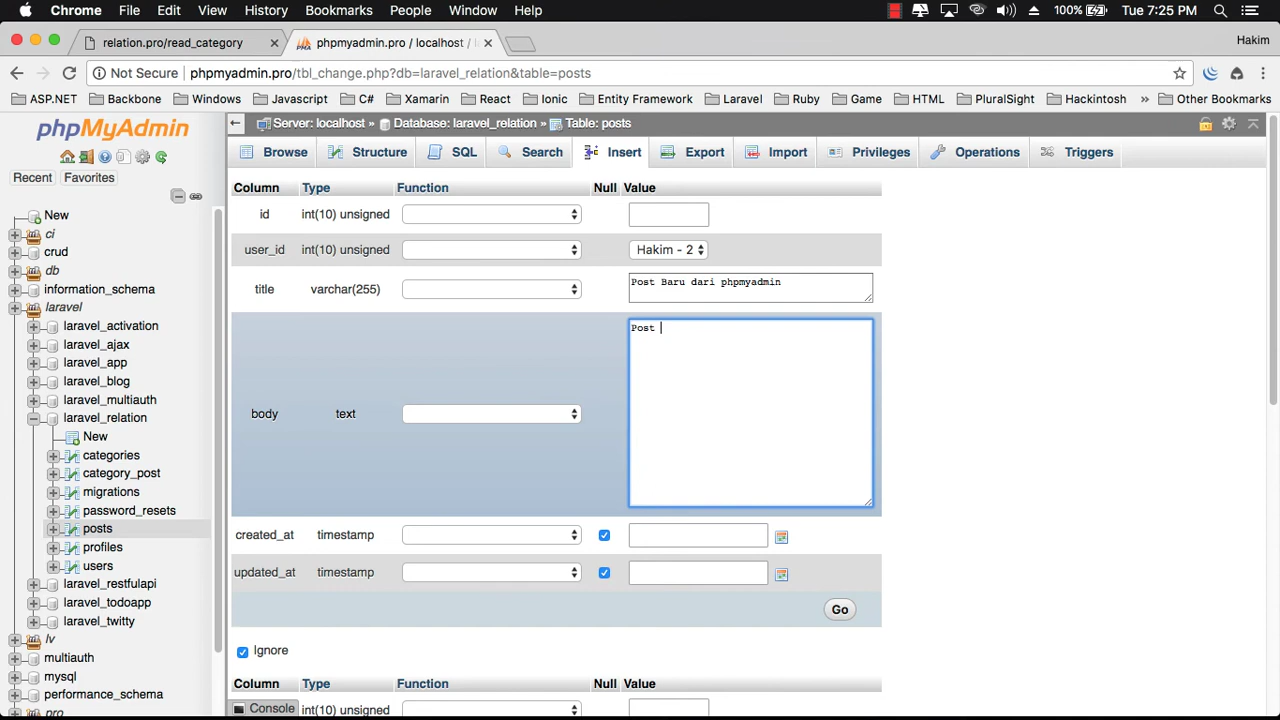 Chrome File Edit View History Bookmarks People Window Help 100% Tue 7:25 PM
relation.pro/read_category phpmyadmin.pro / localhost / l Hakim
Not Secure phpmyadmin.pro/tbl_change.php?db=laravel_relation&table=posts
ASP.NET Backbone Windows Javascript C# Xamarin React Ionic Entity Framework Laravel Ruby Game HTML PluralSight Hackintosh » Other Bookmarks
phpMyAdmin
Recent Favorites
New
ci
crud
db
information_schema
laravel
laravel_activation
laravel_ajax
laravel_app
laravel_blog
laravel_multiauth
laravel_relation
New
categories
category_post
migrations
password_resets
posts
profiles
users
laravel_restfulapi
laravel_todoapp
laravel_twitty
lv
multiauth
mysql
performance_schema
pro
Server: localhost » Database: laravel_relation » Table: posts
Browse Structure SQL Search Insert Export Import Privileges Operations Triggers
Column Type Function Null Value
id int(10) unsigned
user_id int(10) unsigned Hakim - 2
title varchar(255) Post Baru dari phpmyadmin
body text Post
created_at timestamp
updated_at timestamp
Go
Ignore
Column Type Function Null Value
Console int(10) unsigned